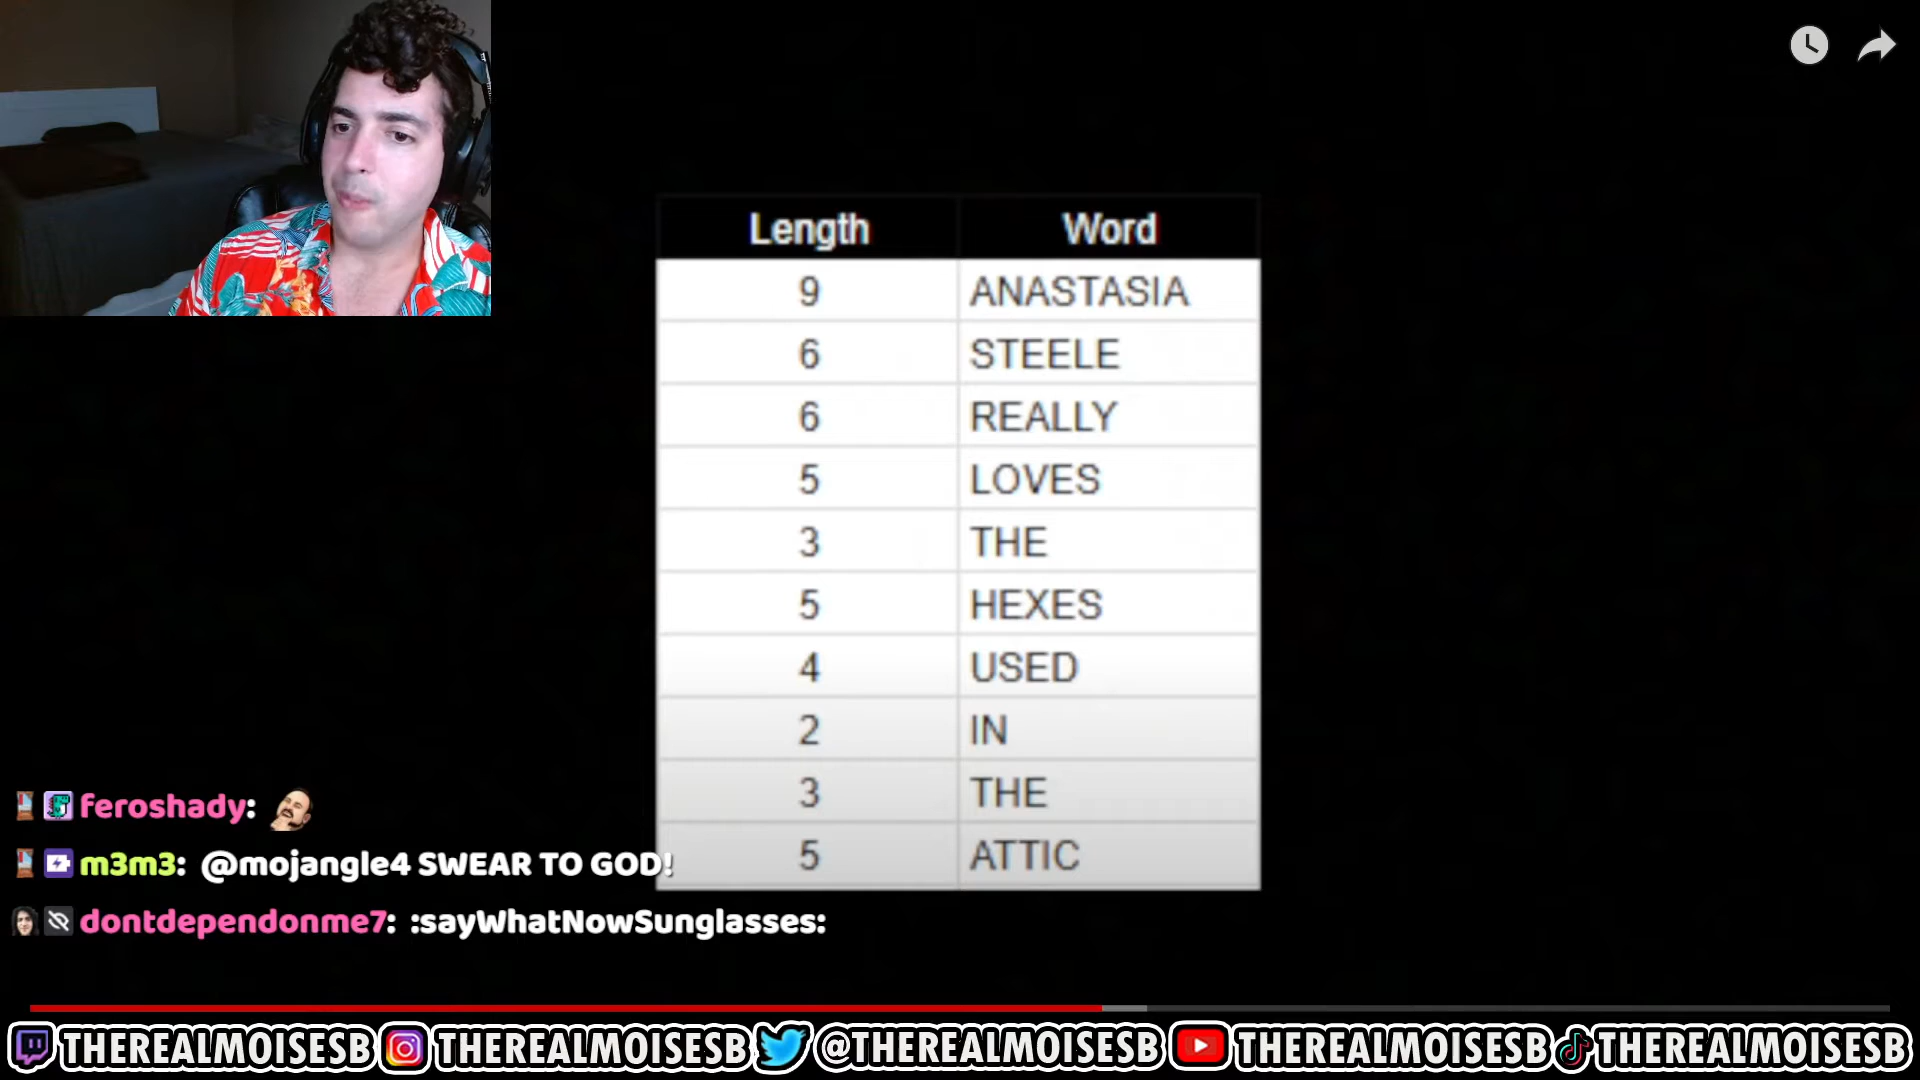 Length Word
9 ANASTASIA
6 STEELE
6 REALLY
5 LOVES
3 THE
5 HEXES
4 USED
2 IN
3 THE
5 ATTIC
feroshady:
m3m3: @mojangle4 SWEAR TO GOD!
dontdependonme7: :sayWhatNowSunglasses:
THEREALMOISESB THEREALMOISESB @THEREALMOISESB THEREALMOISESB THEREALMOISESB